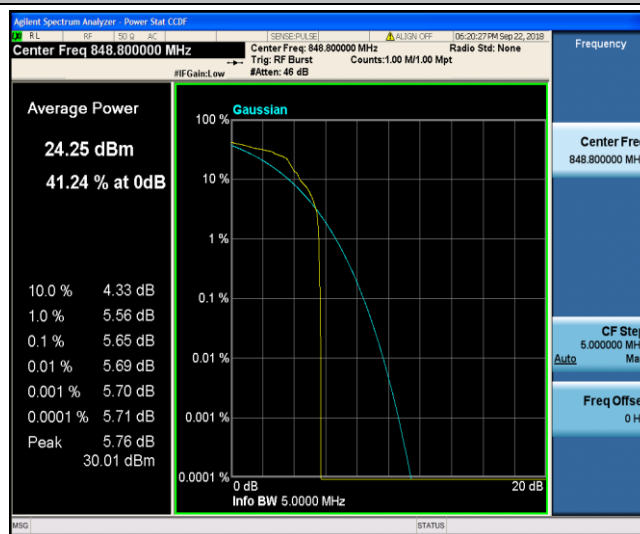 Agilent Spectrum Analyzer - Power Stat CCDF
RL RF 50 Ω AC SENSE:PULSE ALIGN OFF 06:20:27 PM Sep 22, 2018
Center Freq 848.800000 MHz
Center Freq: 848.800000 MHz Radio Std: None
Trig: RF Burst Counts:1.00 M/1.00 Mpt
#IFGain:Low #Atten: 46 dB
Frequency
Average Power
24.25 dBm
41.24 % at 0dB
10.0 % 4.33 dB
1.0 % 5.56 dB
0.1 % 5.65 dB
0.01 % 5.69 dB
0.001 % 5.70 dB
0.0001 % 5.71 dB
Peak 5.76 dB
30.01 dBm
Gaussian
100 %
10 %
1 %
0.1 %
0.01 %
0.001 %
0.0001 %
0 dB 20 dB
Info BW 5.0000 MHz
Center Fre
848.800000 MH
CF Step
5.000000 MH
Auto Ma
Freq Offse
0 H
MSG STATUS